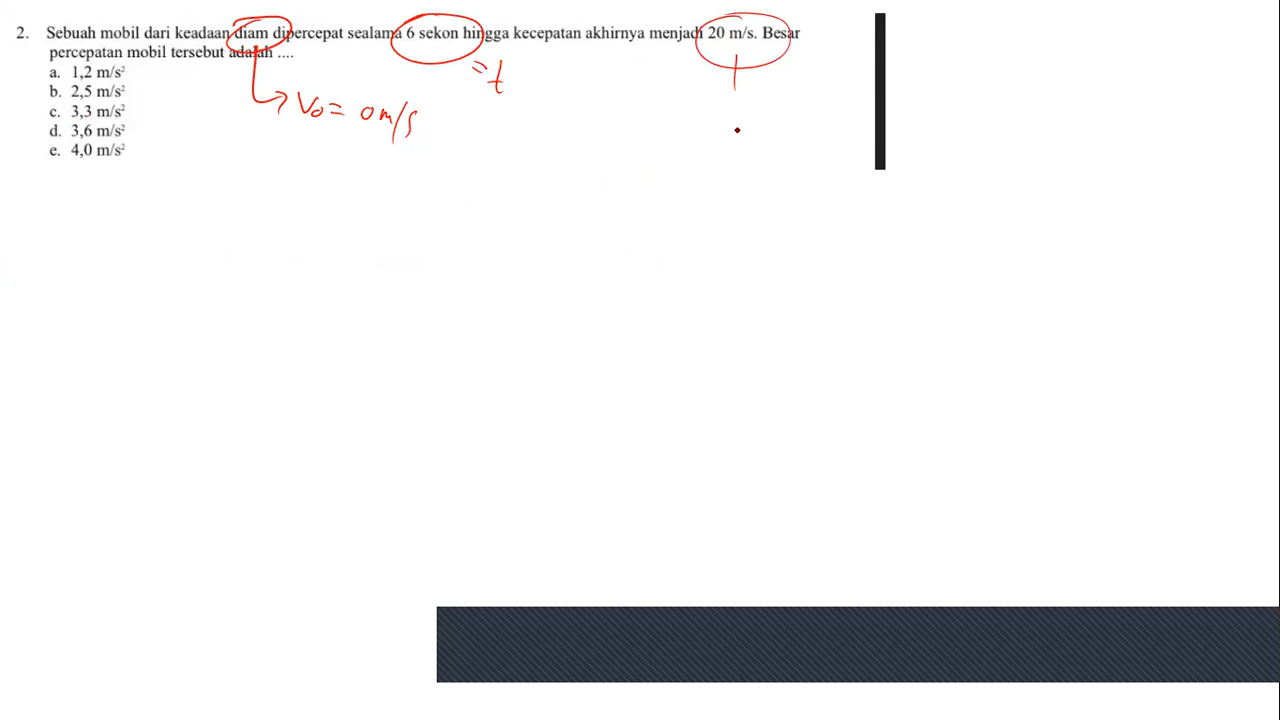 2. Sebuah mobil dari keadaan diam dipercepat sealama 6 sekon hingga kecepatan akhirnya menjadi 20 m/s. Besar
percepatan mobil tersebut adalah ....
= t
a. 1,2 m/s²
b. 2,5 m/s²
V₀ = 0 m/s
c. 3,3 m/s²
d. 3,6 m/s²
e. 4,0 m/s²